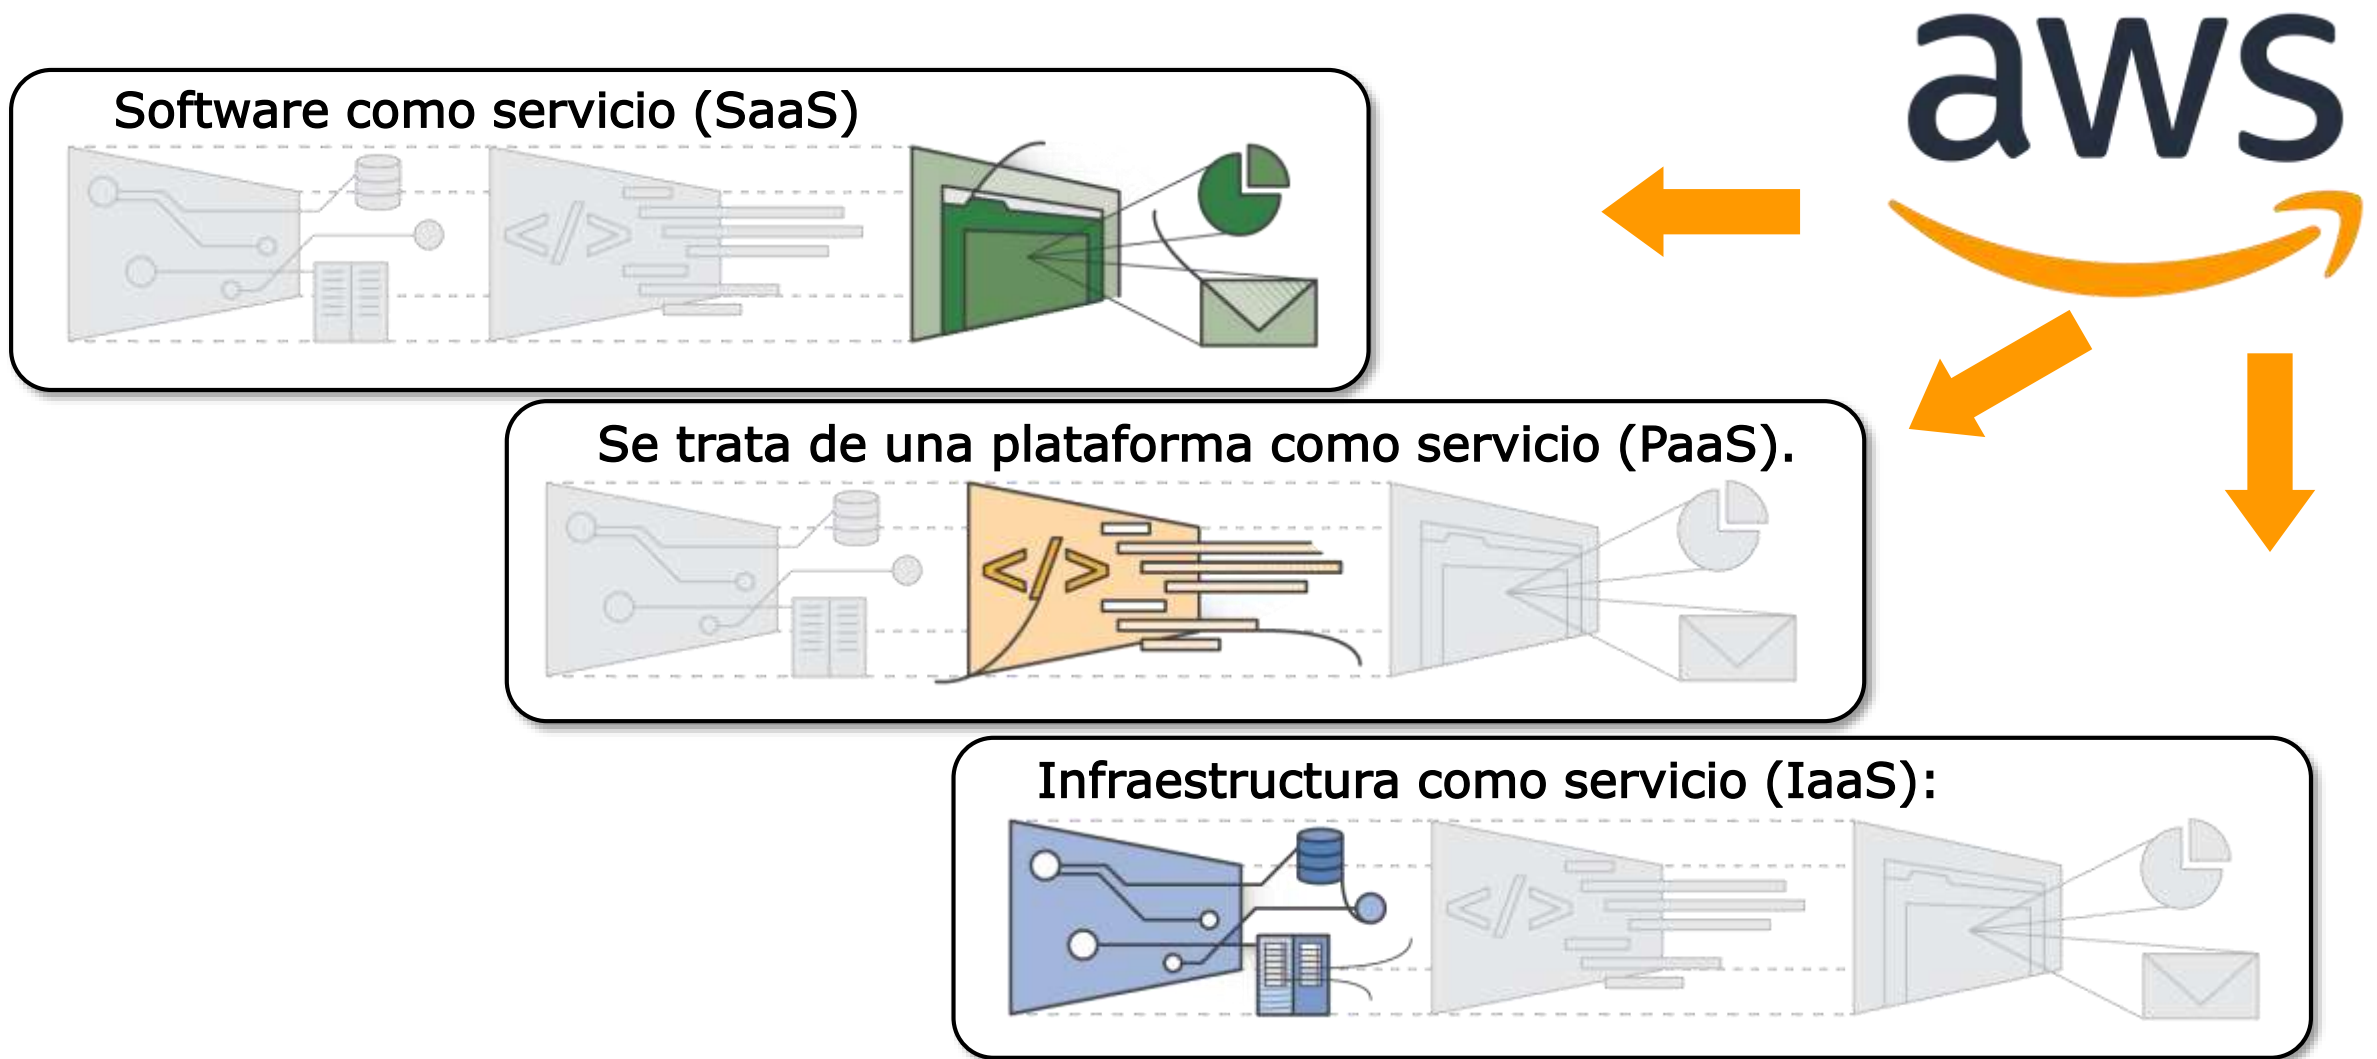 aws
Software como servicio (SaaS)
</>
Se trata de una plataforma como servicio (PaaS).
</>
Infraestructura como servicio (IaaS):
</>